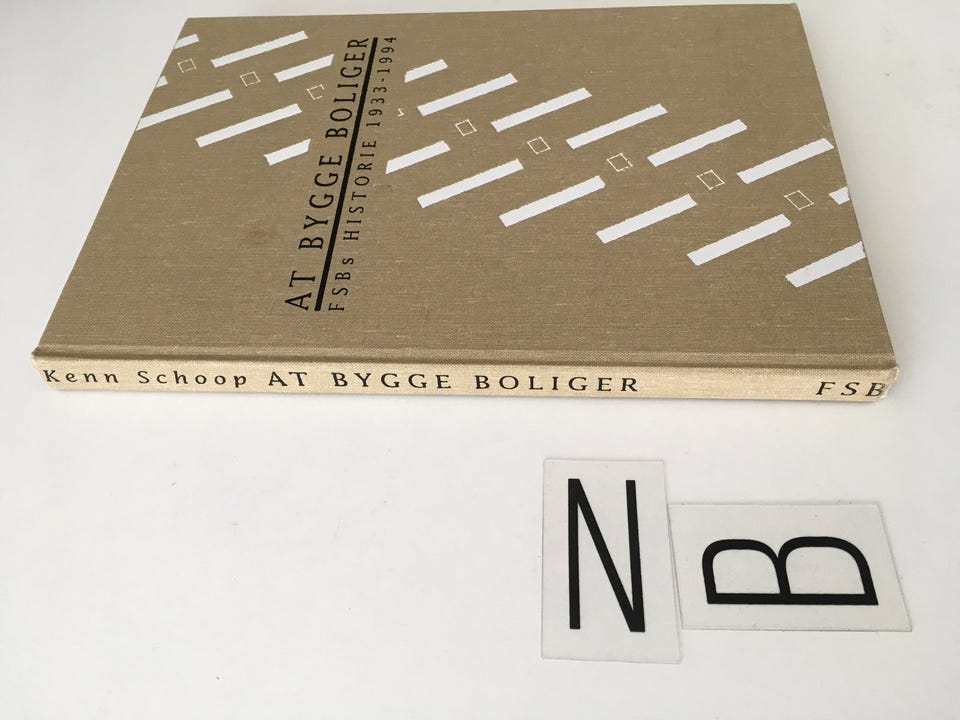 AT BYGGE BOLIGER
FSBs HISTORIE 1933-1994
Kenn Schoop AT BYGGE BOLIGER FSB
N B